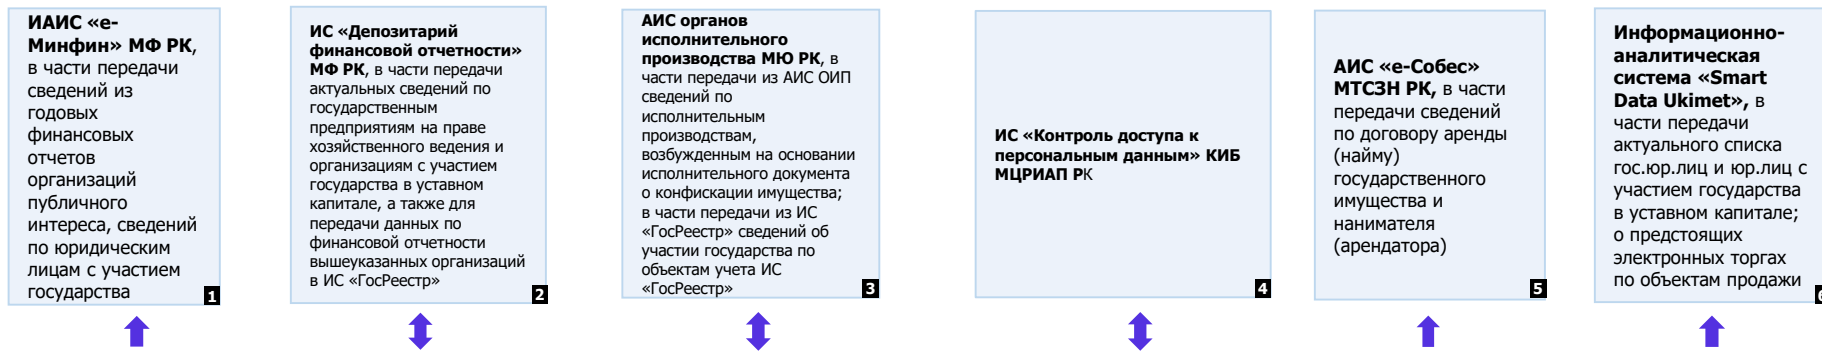 ИАИС «е-
Минфин» МФ РК,
в части передачи
сведений из
годовых
финансовых
отчетов
организаций
публичного
интереса, сведений
по юридическим
лицам с участием
государства
1
ИС «Депозитарий
финансовой отчетности»
МФ РК, в части передачи
актуальных сведений по
государственным
предприятиям на праве
хозяйственного ведения и
организациям с участием
государства в уставном
капитале, а также для
передачи данных по
финансовой отчетности
вышеуказанных организаций
в ИС «ГосРеестр»
2
АИС органов
исполнительного
производства МЮ РК, в
части передачи из АИС ОИП
сведений по
исполнительным
производствам,
возбужденным на основании
исполнительного документа
о конфискации имущества;
в части передачи из ИС
«ГосРеестр» сведений об
участии государства по
объектам учета ИС
«ГосРеестр»
3
ИС «Контроль доступа к
персональным данным» КИБ
МЦРИАП РК
4
АИС «е-Собес»
МТСЗН РК, в части
передачи сведений
по договору аренды
(найму)
государственного
имущества и
нанимателя
(арендатора)
5
Информационно-
аналитическая
система «Smart
Data Ukimet», в
части передачи
актуального списка
гос.юр.лиц и юр.лиц с
участием государства
в уставном капитале;
о предстоящих
электронных торгах
по объектам продажи
6